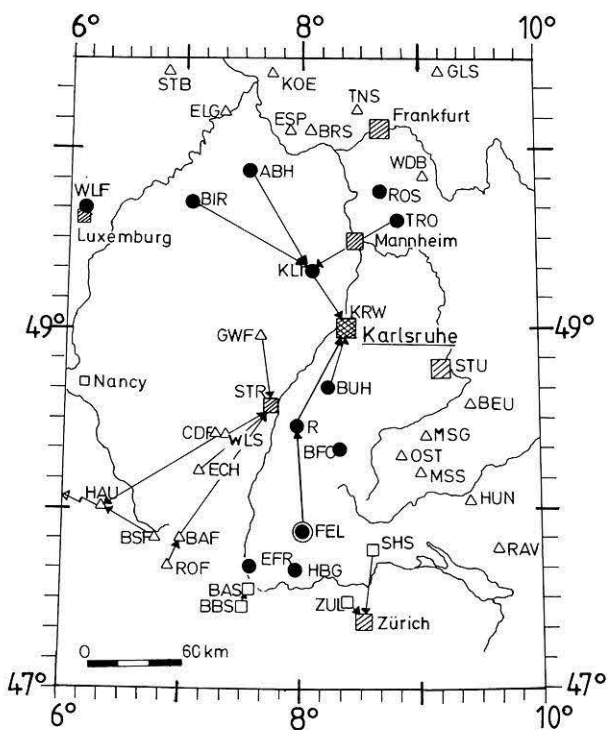 6° 8° 10°
STB KOE GLS
ELG TNS
ESP BRS Frankfurt
WDB
ABH
BIR ROS
WLF TRO
Luxemburg Mannheim
KLT
49° KRW 49°
GWF Karlsruhe
STU
Nancy BUH
STR BEU
CDF WLS R MSG
BFO OST
ECH MSS
HAU HUN
BSF BAF FEL
SHS RAV
ROF EFR HBG
BAS
BBS ZUL
Zürich
0 60 km
47° 47°
6° 8° 10°